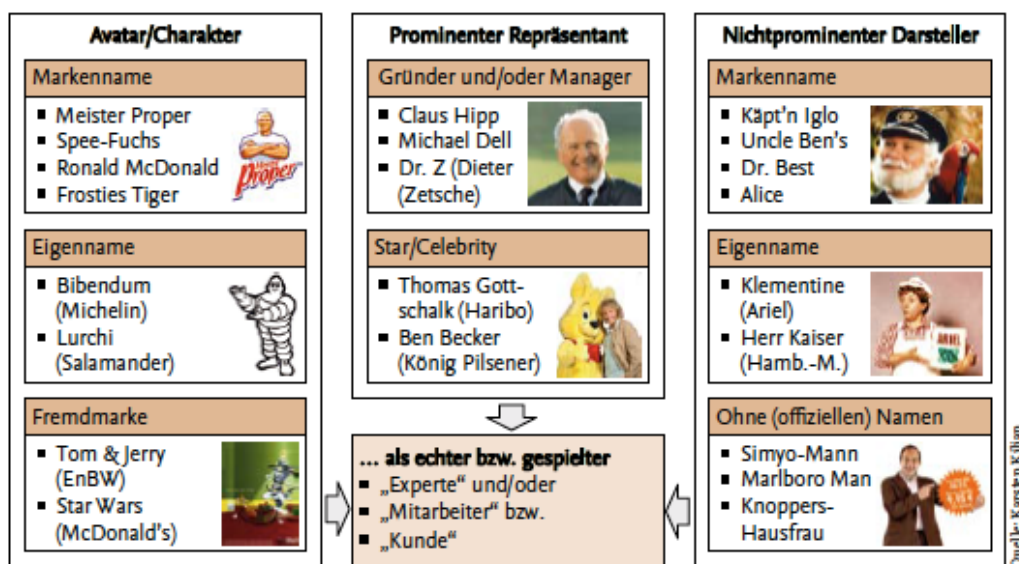 Avatar/Charakter
Markenname
▪ Meister Proper
▪ Spee-Fuchs
▪ Ronald McDonald
▪ Frosties Tiger
Meister
Proper
Eigenname
▪ Bibendum
(Michelin)
▪ Lurchi
(Salamander)
Fremdmarke
▪ Tom & Jerry
(EnBW)
▪ Star Wars
(McDonald's)
Prominenter Repräsentant
Gründer und/oder Manager
▪ Claus Hipp
▪ Michael Dell
▪ Dr. Z (Dieter
(Zetsche)
Star/Celebrity
▪ Thomas Gott-
schalk (Haribo)
▪ Ben Becker
(König Pilsener)
... als echter bzw. gespielter
▪ „Experte“ und/oder
▪ „Mitarbeiter“ bzw.
▪ „Kunde“
Nichtprominenter Darsteller
Markenname
▪ Käpt'n Iglo
▪ Uncle Ben's
▪ Dr. Best
▪ Alice
Eigenname
▪ Klementine
(Ariel)
▪ Herr Kaiser
(Hamb.-M.)
ARIEL
Ohne (offiziellen) Namen
▪ Simyo-Mann
▪ Marlboro Man
▪ Knoppers-
Hausfrau
Quelle: Karsten Kilian